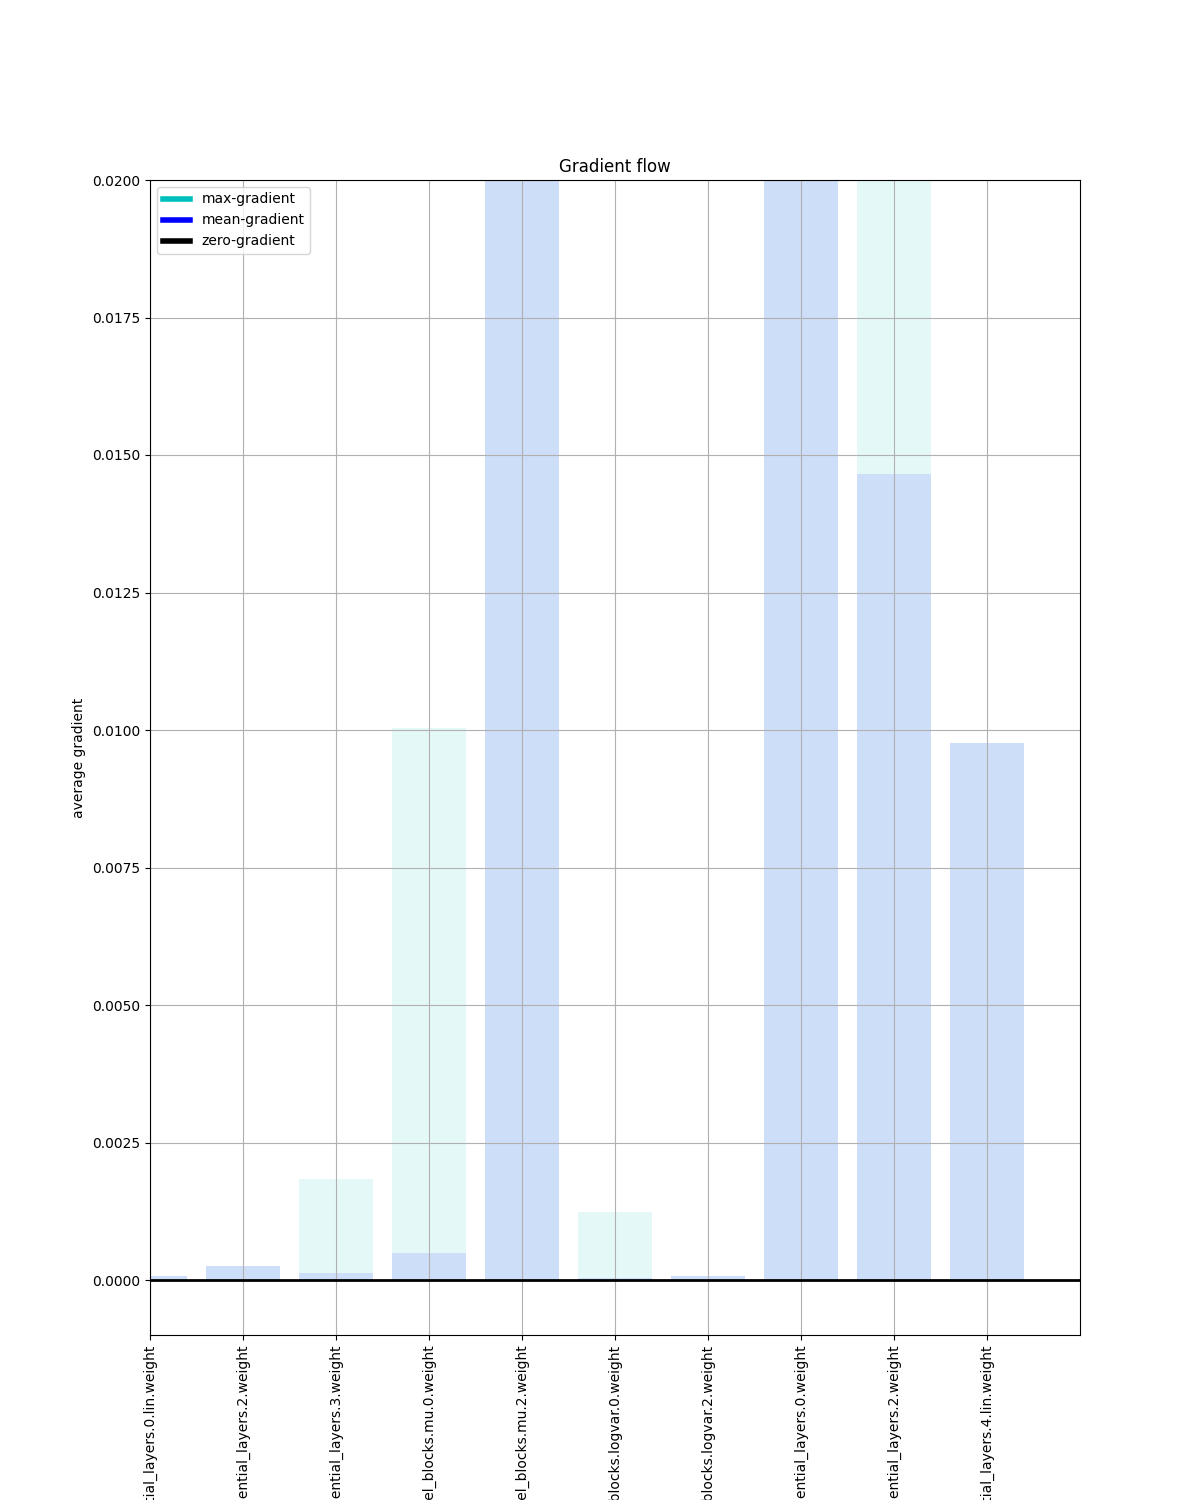 Gradient flow
max-gradient
mean-gradient
zero-gradient
0.0200
0.0175
0.0150
0.0125
0.0100
0.0075
0.0050
0.0025
0.0000
average gradient
tial_layers.0.lin.weight
ential_layers.2.weight
ential_layers.3.weight
el_blocks.mu.0.weight
el_blocks.mu.2.weight
blocks.logvar.0.weight
blocks.logvar.2.weight
ential_layers.0.weight
ential_layers.2.weight
tial_layers.4.lin.weight